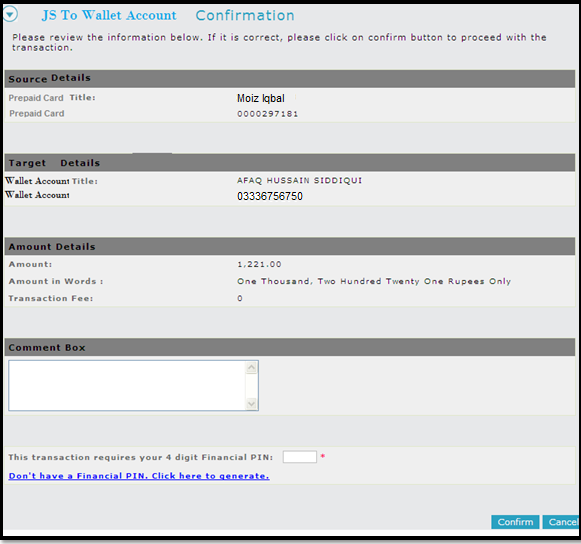 JS To Wallet Account Confirmation
Please review the information below. If it is correct, please click on confirm button to proceed with the
transaction.
Source Details
Prepaid Card Title: Moiz Iqbal
Prepaid Card 0000297181
Target Details
Wallet Account Title: AFAQ HUSSAIN SIDDIQUI
Wallet Account 03336756750
Amount Details
Amount: 1,221.00
Amount in Words : One Thousand, Two Hundred Twenty One Rupees Only
Transaction Fee: 0
Comment Box
This transaction requires your 4 digit Financial PIN: *
Don't have a Financial PIN. Click here to generate.
Confirm Cancel